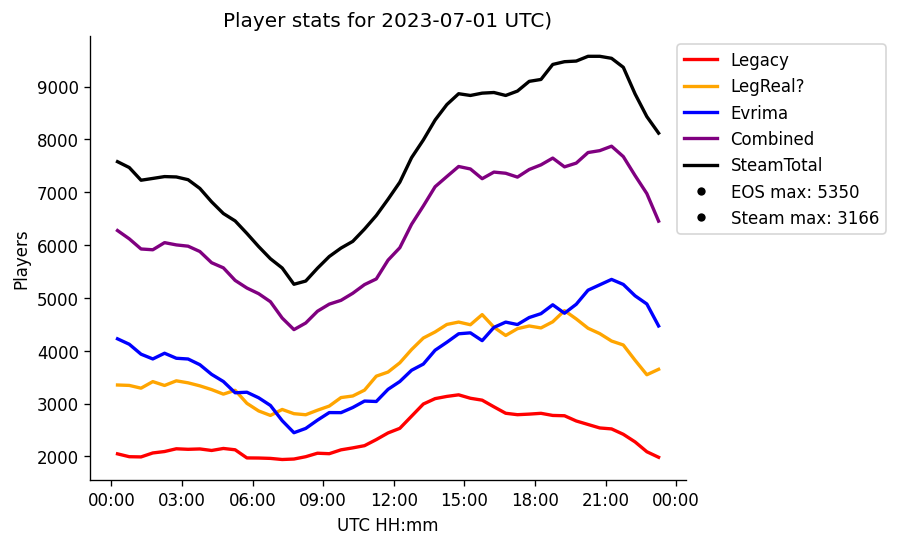 Player stats for 2023-07-01 UTC)
Legacy
LegReal?
Evrima
Combined
SteamTotal
EOS max: 5350
Steam max: 3166
Players
9000
8000
7000
6000
5000
4000
3000
2000
00:00 03:00 06:00 09:00 12:00 15:00 18:00 21:00 00:00
UTC HH:mm